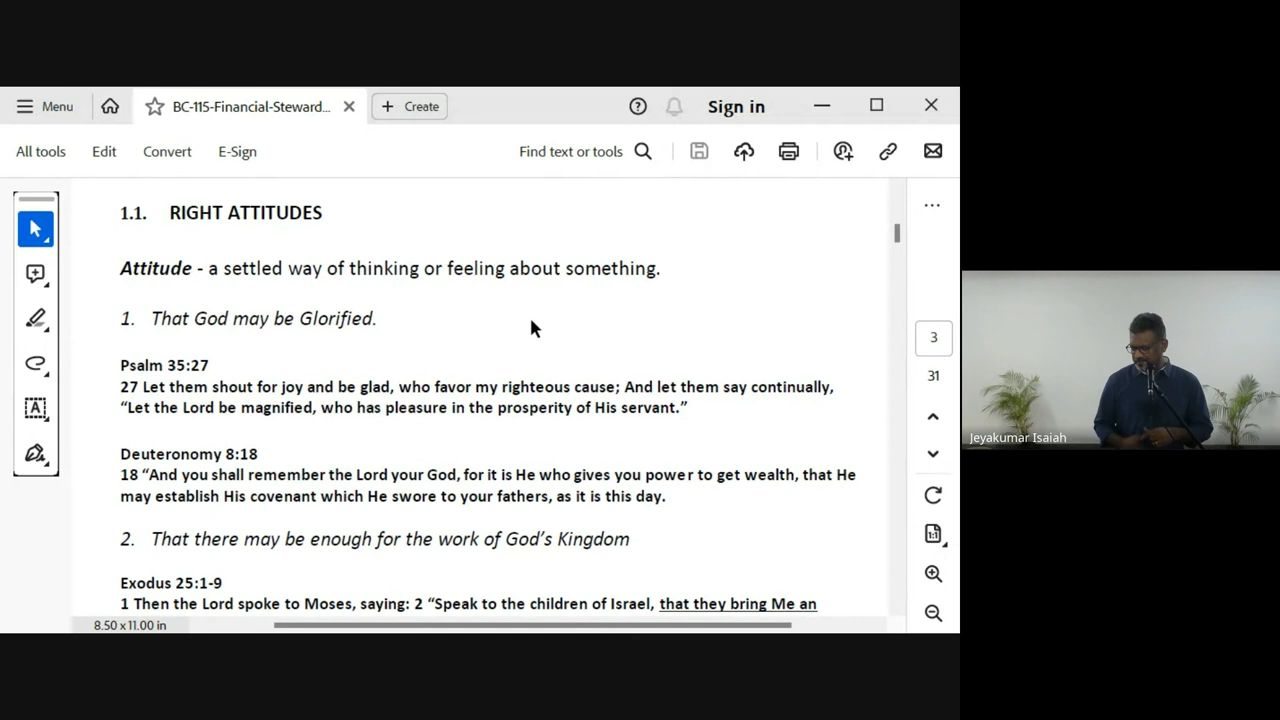 Menu
BC-115-Financial-Steward...
Create
Sign in
All tools
Edit
Convert
E-Sign
Find text or tools
1.1. RIGHT ATTITUDES
Attitude - a settled way of thinking or feeling about something.
1. That God may be Glorified.
Psalm 35:27
27 Let them shout for joy and be glad, who favor my righteous cause; And let them say continually,
“Let the Lord be magnified, who has pleasure in the prosperity of His servant.”
Deuteronomy 8:18
18 “And you shall remember the Lord your God, for it is He who gives you power to get wealth, that He
may establish His covenant which He swore to your fathers, as it is this day.
2. That there may be enough for the work of God’s Kingdom
Exodus 25:1-9
1 Then the Lord spoke to Moses, saying: 2 “Speak to the children of Israel, that they bring Me an
8.50 x 11.00 in
3
31
1:1
Jeyakumar Isaiah